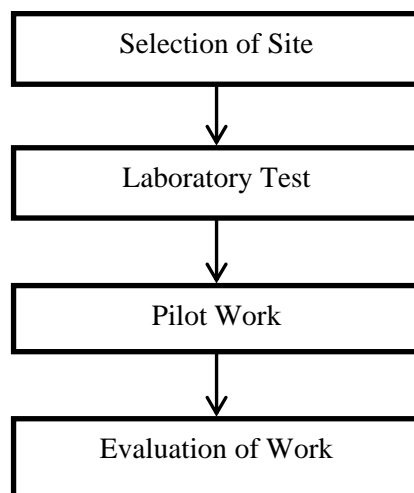 Selection of Site
Laboratory Test
Pilot Work
Evaluation of Work